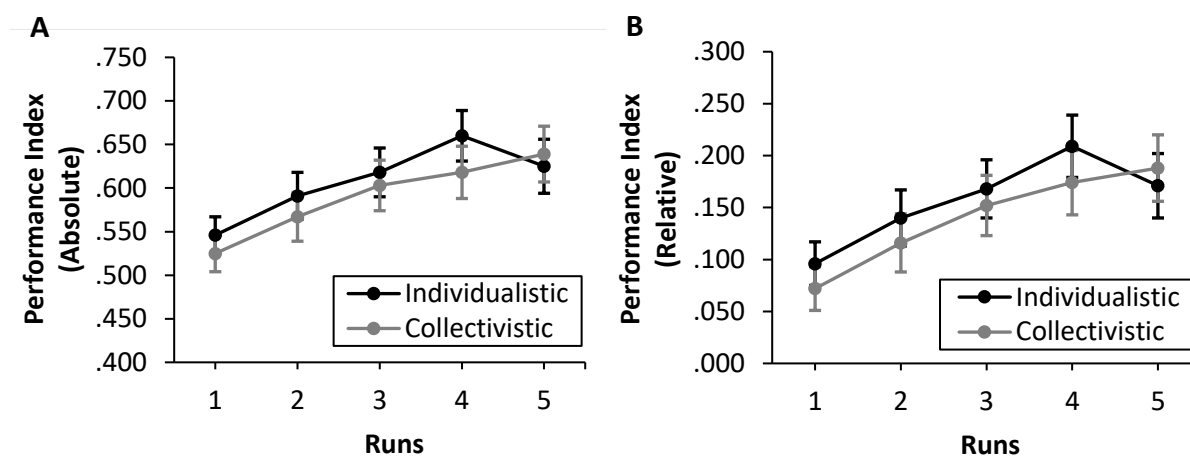 A
Performance Index
(Absolute)
.750
.700
.650
.600
.550
.500
.450
.400
Individualistic
Collectivistic
1 2 3 4 5
Runs
B
Performance Index
(Relative)
.300
.250
.200
.150
.100
.050
.000
Individualistic
Collectivistic
1 2 3 4 5
Runs